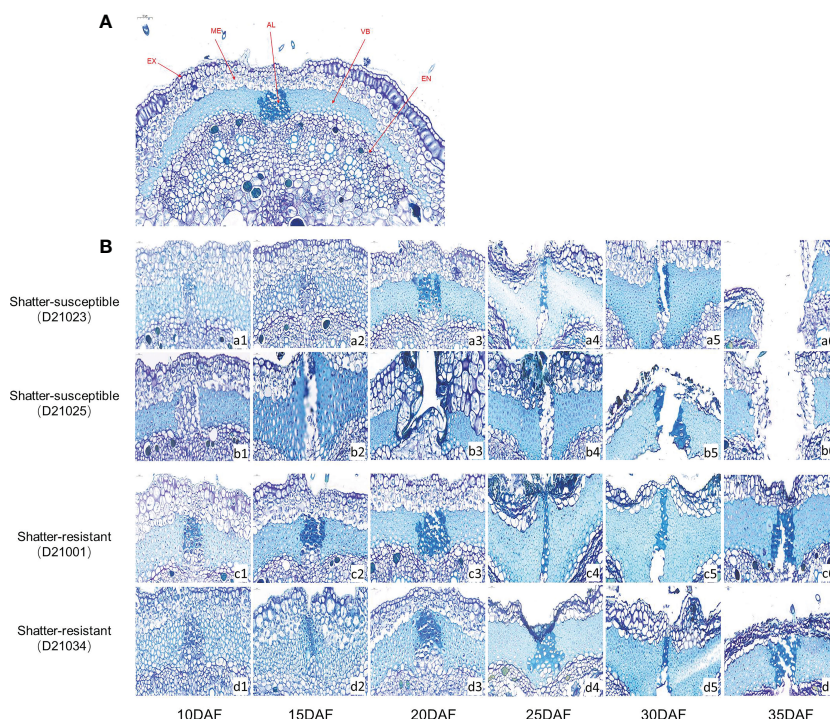 A
AL
ME
VB
EX
EN
B
Shatter-susceptible
(D21023)
a1
a2
a3
a4
a5
Shatter-susceptible
(D21025)
b1
b2
b3
b4
b5
Shatter-resistant
(D21001)
c1
c2
c3
c4
c5
Shatter-resistant
(D21034)
d1
d2
d3
d4
d5
10DAF
15DAF
20DAF
25DAF
30DAF
35DAF